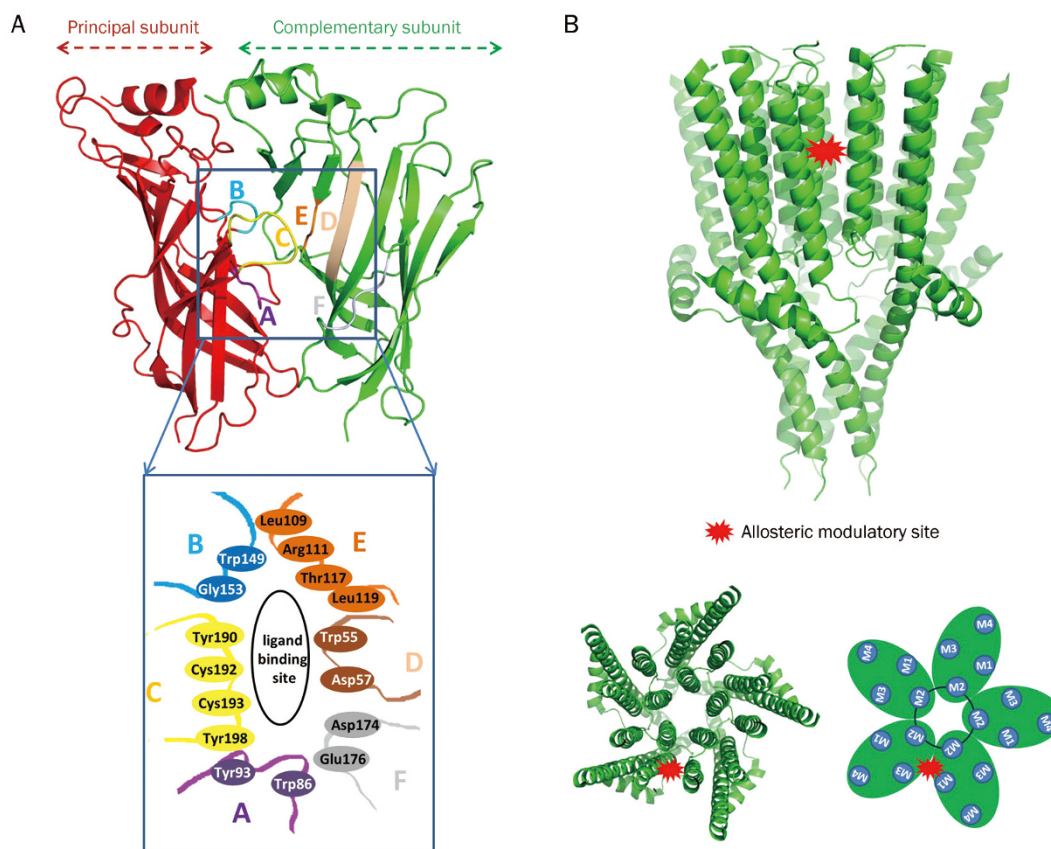 A
Principal subunit
Complementary subunit
B
C
E
D
A
F
B
Leu109
Arg111
Thr117
Leu119
E
Trp149
Gly153
Tyr190
Cys192
Cys193
Tyr198
C
ligand
binding
site
Trp55
Asp57
D
Asp174
Glu176
F
Tyr93
Trp86
A
B
Allosteric modulatory site
M4
M3
M1
M2
M4
M1
M3
M2
M3
M4
M1
M2
M1
M3
M4
M2
M2
M1
M3
M4